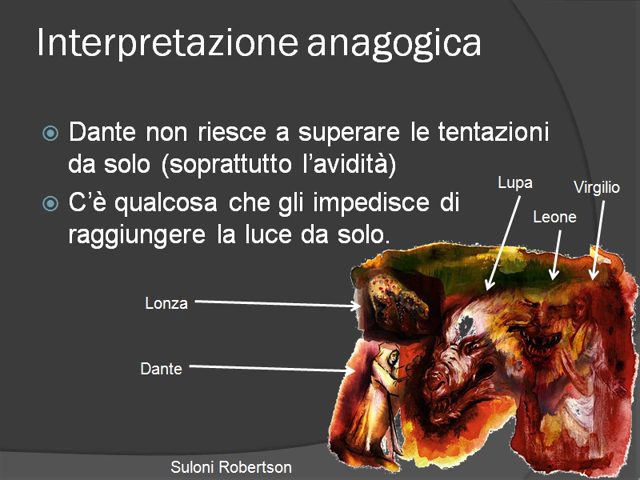 Interpretazione anagogica
Dante non riesce a superare le tentazioni
da solo (soprattutto l'avidità)
C'è qualcosa che gli impedisce di
raggiungere la luce da solo.
Lupa
Virgilio
Leone
Lonza
Dante
Suloni Robertson